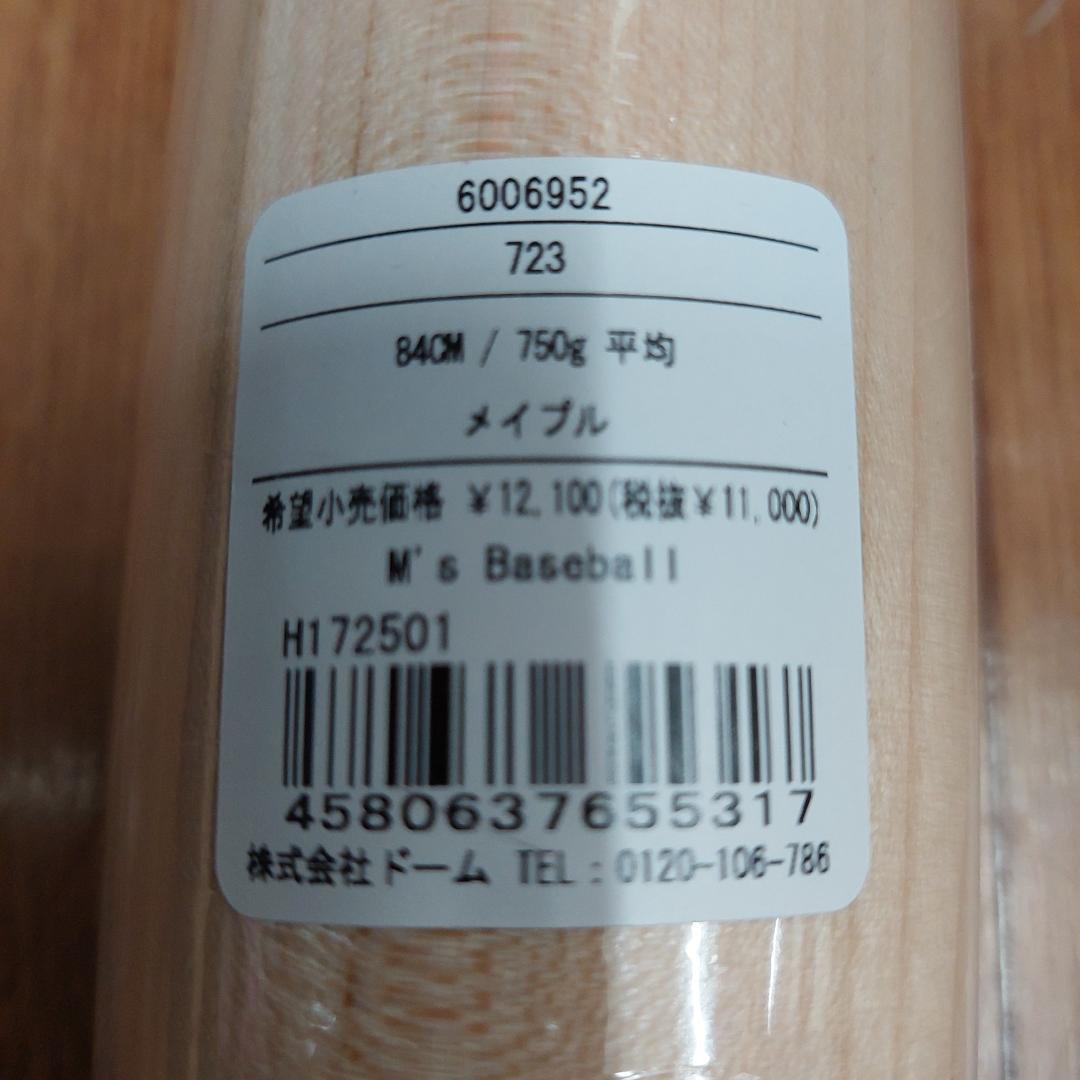 6006952
723
84CM / 750g 平均
メイプル
希望小売価格 ¥12,100(税抜¥11,000)
M's Baseball
H172501
4580637655317
株式会社ドーム TEL:0120-106-786